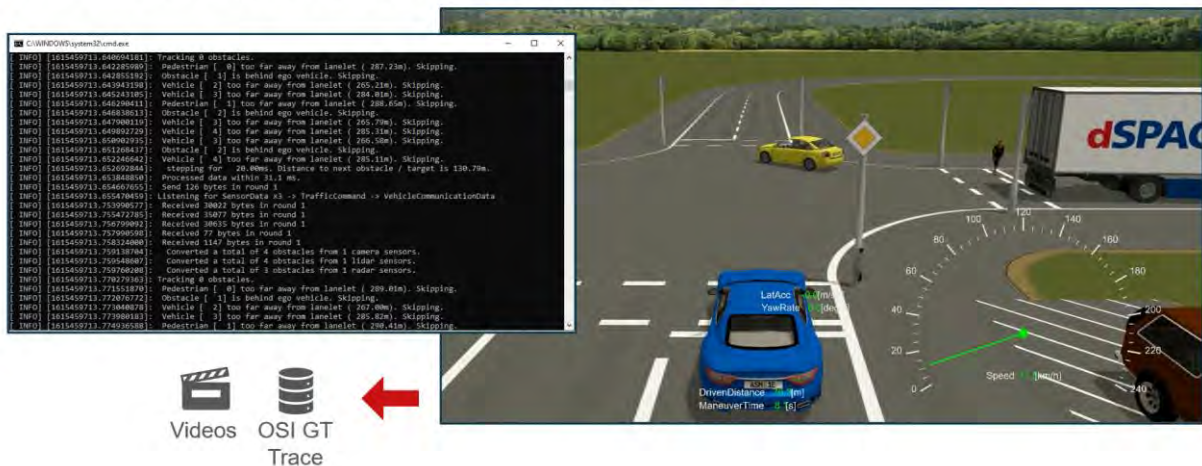 C:\WINDOWS\system32\cmd.exe
[ INFO] [1615459713.640694181]: Tracking 0 obstacles.
[ INFO] [1615459713.642285989]: Pedestrian [ 0] too far away from lanelet ( 287.23m). Skipping.
[ INFO] [1615459713.642855192]: Obstacle [ 1] is behind ego vehicle. Skipping.
[ INFO] [1615459713.643943198]: Vehicle [ 2] too far away from lanelet ( 265.21m). Skipping.
[ INFO] [1615459713.645243105]: Vehicle [ 3] too far away from lanelet ( 284.01m). Skipping.
[ INFO] [1615459713.646290411]: Pedestrian [ 1] too far away from lanelet ( 288.65m). Skipping.
[ INFO] [1615459713.646838613]: Obstacle [ 2] is behind ego vehicle. Skipping.
[ INFO] [1615459713.647900119]: Vehicle [ 3] too far away from lanelet ( 265.79m). Skipping.
[ INFO] [1615459713.649892729]: Vehicle [ 4] too far away from lanelet ( 285.31m). Skipping.
[ INFO] [1615459713.650902935]: Vehicle [ 3] too far away from lanelet ( 266.58m). Skipping.
[ INFO] [1615459713.651268437]: Obstacle [ 2] is behind ego vehicle. Skipping.
[ INFO] [1615459713.652246642]: Vehicle [ 4] too far away from lanelet ( 285.11m). Skipping.
[ INFO] [1615459713.652692844]: stepping for 20.00ms. Distance to next obstacle / target is 130.79m.
[ INFO] [1615459713.653848850]: Processed data within 31.1 ms.
[ INFO] [1615459713.654667655]: Send 126 bytes in round 1
[ INFO] [1615459713.655470459]: Listening for SensorData x3 -> TrafficCommand -> VehicleCommunicationData
[ INFO] [1615459713.753990577]: Received 30022 bytes in round 1
[ INFO] [1615459713.755472785]: Received 35077 bytes in round 1
[ INFO] [1615459713.756799092]: Received 30635 bytes in round 1
[ INFO] [1615459713.757990598]: Received 77 bytes in round 1
[ INFO] [1615459713.758324000]: Received 1147 bytes in round 1
[ INFO] [1615459713.759138704]: Converted a total of 4 obstacles from 1 camera sensors.
[ INFO] [1615459713.759548607]: Converted a total of 4 obstacles from 1 lidar sensors.
[ INFO] [1615459713.759760208]: Converted a total of 3 obstacles from 1 radar sensors.
[ INFO] [1615459713.770279363]: Tracking 0 obstacles.
[ INFO] [1615459713.771551870]: Pedestrian [ 0] too far away from lanelet ( 289.01m). Skipping.
[ INFO] [1615459713.772076772]: Obstacle [ 1] is behind ego vehicle. Skipping.
[ INFO] [1615459713.773040878]: Vehicle [ 2] too far away from lanelet ( 267.00m). Skipping.
[ INFO] [1615459713.773980183]: Vehicle [ 3] too far away from lanelet ( 285.82m). Skipping.
[ INFO] [1615459713.774936588]: Pedestrian [ 1] too far away from lanelet ( 290.41m). Skipping.
dSPAC
0
20
40
60
80
100
120
140
160
180
200
220
240
LatAcc
YawRate
Speed [km/h]
DrivenDistance [m]
ManeuverTime [s]
Videos
OSI GT
Trace